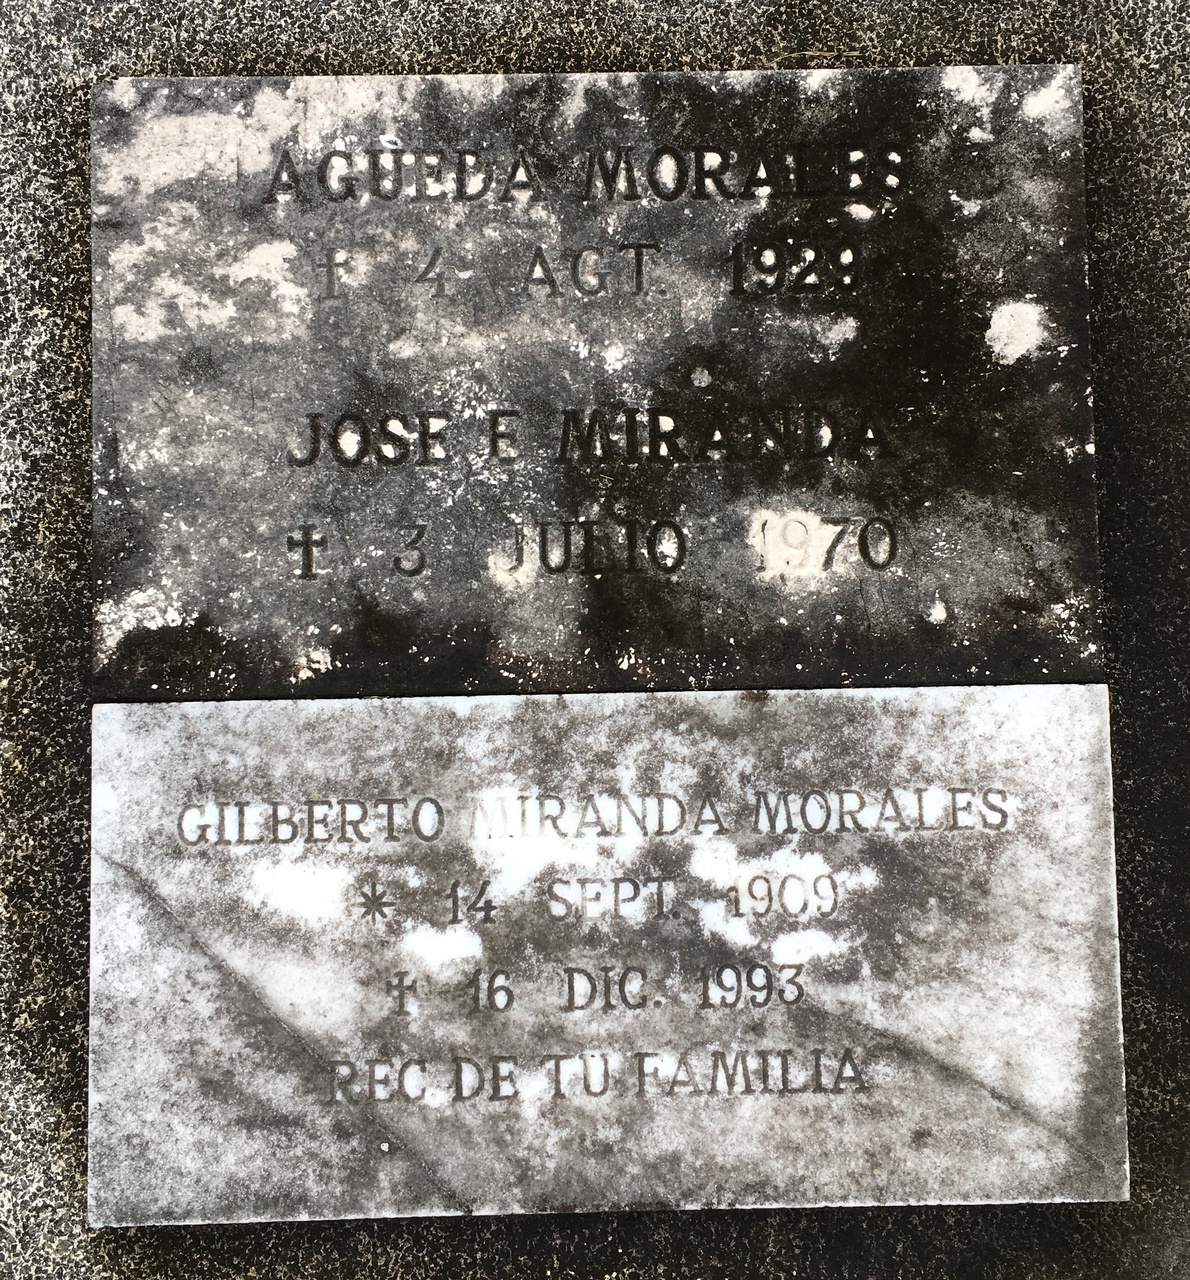 AGUEDA MORALES
† 4 AGT. 1929
JOSE E MIRANDA
† 3 JULIO 1970
GILBERTO MIRANDA MORALES
* 14 SEPT. 1909
† 16 DIC. 1993
REC. DE TU FAMILIA